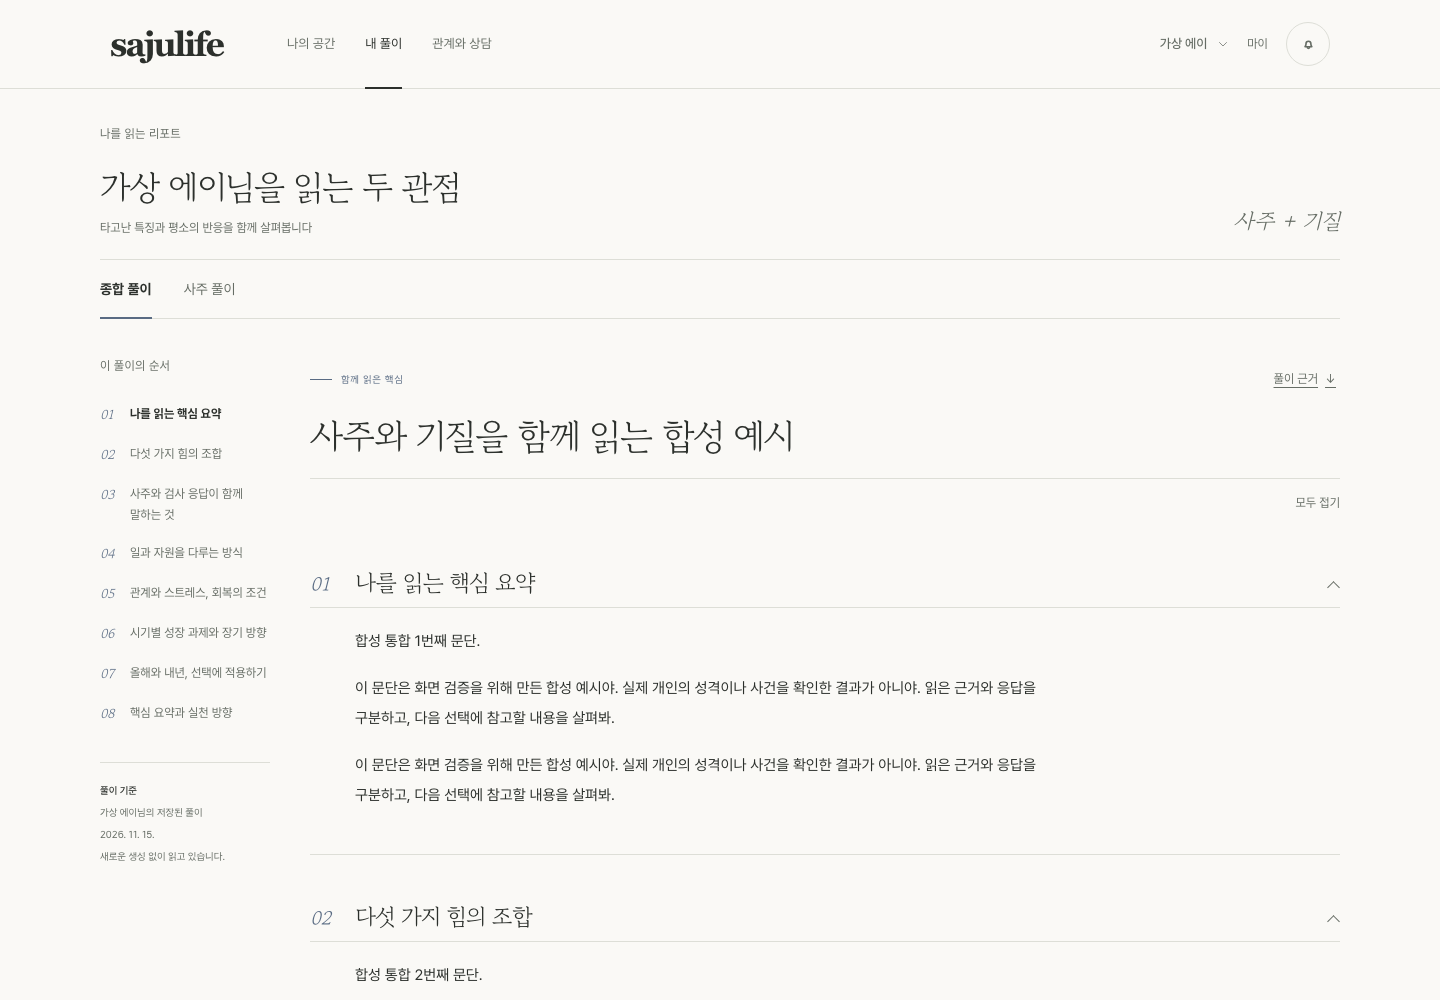 sajulife
나의 공간
내 풀이
관계와 상담
가상 에이
마이
나를 읽는 리포트
가상 에이님을 읽는 두 관점
타고난 특징과 평소의 반응을 함께 살펴봅니다
사주 + 기질
종합 풀이
사주 풀이
이 풀이의 순서
01 나를 읽는 핵심 요약
02 다섯 가지 힘의 조합
03 사주와 검사 응답이 함께
말하는 것
04 일과 자원을 다루는 방식
05 관계와 스트레스, 회복의 조건
06 시기별 성장 과제와 장기 방향
07 올해와 내년, 선택에 적용하기
08 핵심 요약과 실천 방향
풀이 기준
가상 에이님의 저장된 풀이
2026. 11. 15.
새로운 생성 없이 읽고 있습니다.
함께 읽은 핵심
풀이 근거 ↓
사주와 기질을 함께 읽는 합성 예시
모두 접기
01 나를 읽는 핵심 요약
합성 통합 1번째 문단.
이 문단은 화면 검증을 위해 만든 합성 예시야. 실제 개인의 성격이나 사건을 확인한 결과가 아니야. 읽은 근거와 응답을
구분하고, 다음 선택에 참고할 내용을 살펴봐.
이 문단은 화면 검증을 위해 만든 합성 예시야. 실제 개인의 성격이나 사건을 확인한 결과가 아니야. 읽은 근거와 응답을
구분하고, 다음 선택에 참고할 내용을 살펴봐.
02 다섯 가지 힘의 조합
합성 통합 2번째 문단.